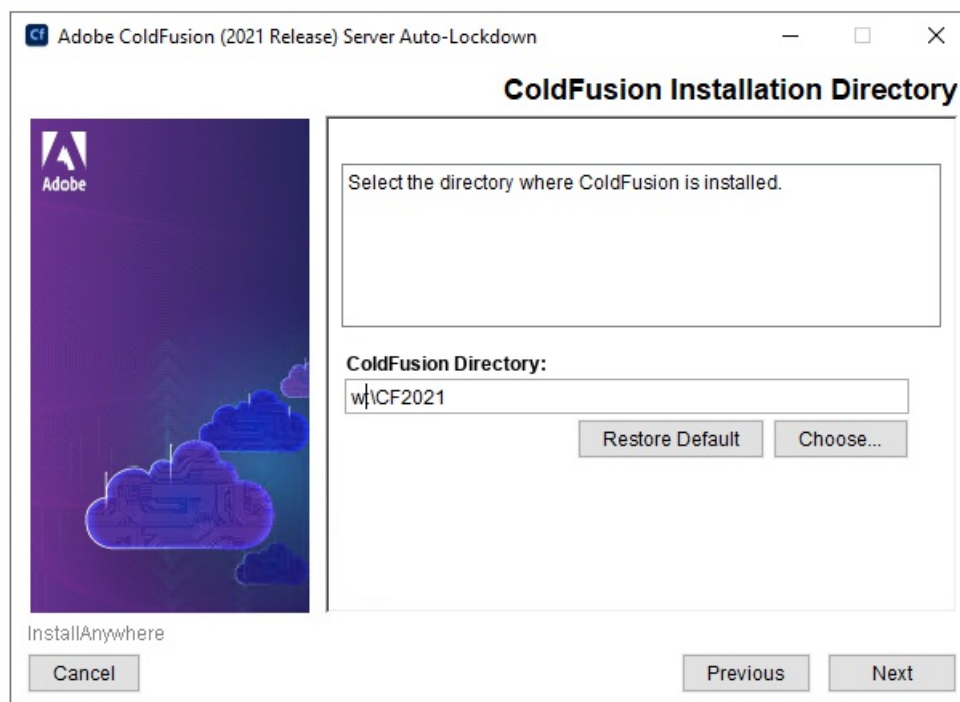 Cf Adobe ColdFusion (2021 Release) Server Auto-Lockdown
ColdFusion Installation Directory
Adobe
Select the directory where ColdFusion is installed.
ColdFusion Directory:
w:\CF2021
Restore Default Choose...
InstallAnywhere
Cancel Previous Next